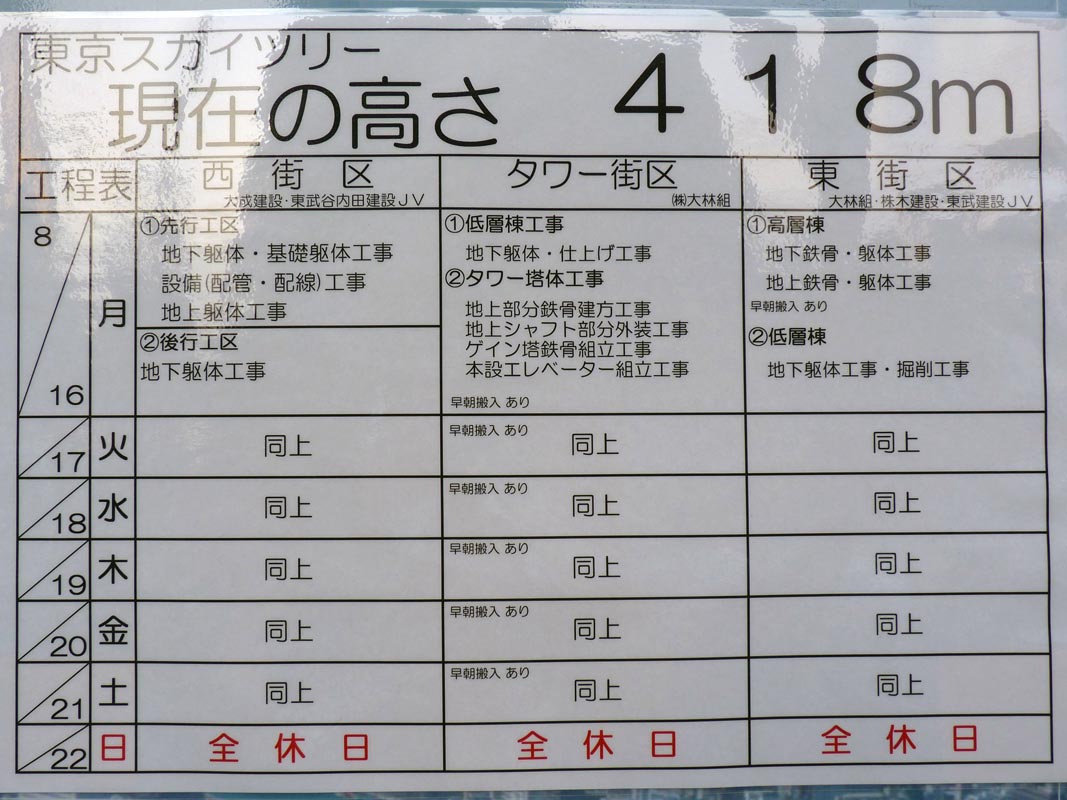 東京スカイツリー
現在の高さ 418m
工程表 西街区 タワー街区 東街区
大成建設・東武谷内田建設JV ㈱大林組 大林組・株木建設・東武建設JV
8/16 月
①先行工区
地下躯体・基礎躯体工事
設備(配管・配線)工事
地上躯体工事
②後行工区
地下躯体工事
①低層棟工事
地下躯体・仕上げ工事
②タワー塔体工事
地上部分鉄骨建方工事
地上シャフト部分外装工事
ゲイン塔鉄骨組立工事
本設エレベーター組立工事
早朝搬入 あり
①高層棟
地下鉄骨・躯体工事
地上鉄骨・躯体工事
早朝搬入 あり
②低層棟
地下躯体工事・掘削工事
/17 火 同上 早朝搬入 あり 同上 同上
/18 水 同上 早朝搬入 あり 同上 同上
/19 木 同上 早朝搬入 あり 同上 同上
/20 金 同上 早朝搬入 あり 同上 同上
/21 土 同上 早朝搬入 あり 同上 同上
/22 日 全休日 全休日 全休日